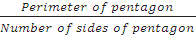 Perimeter of pentagon
Number of sides of pentagon